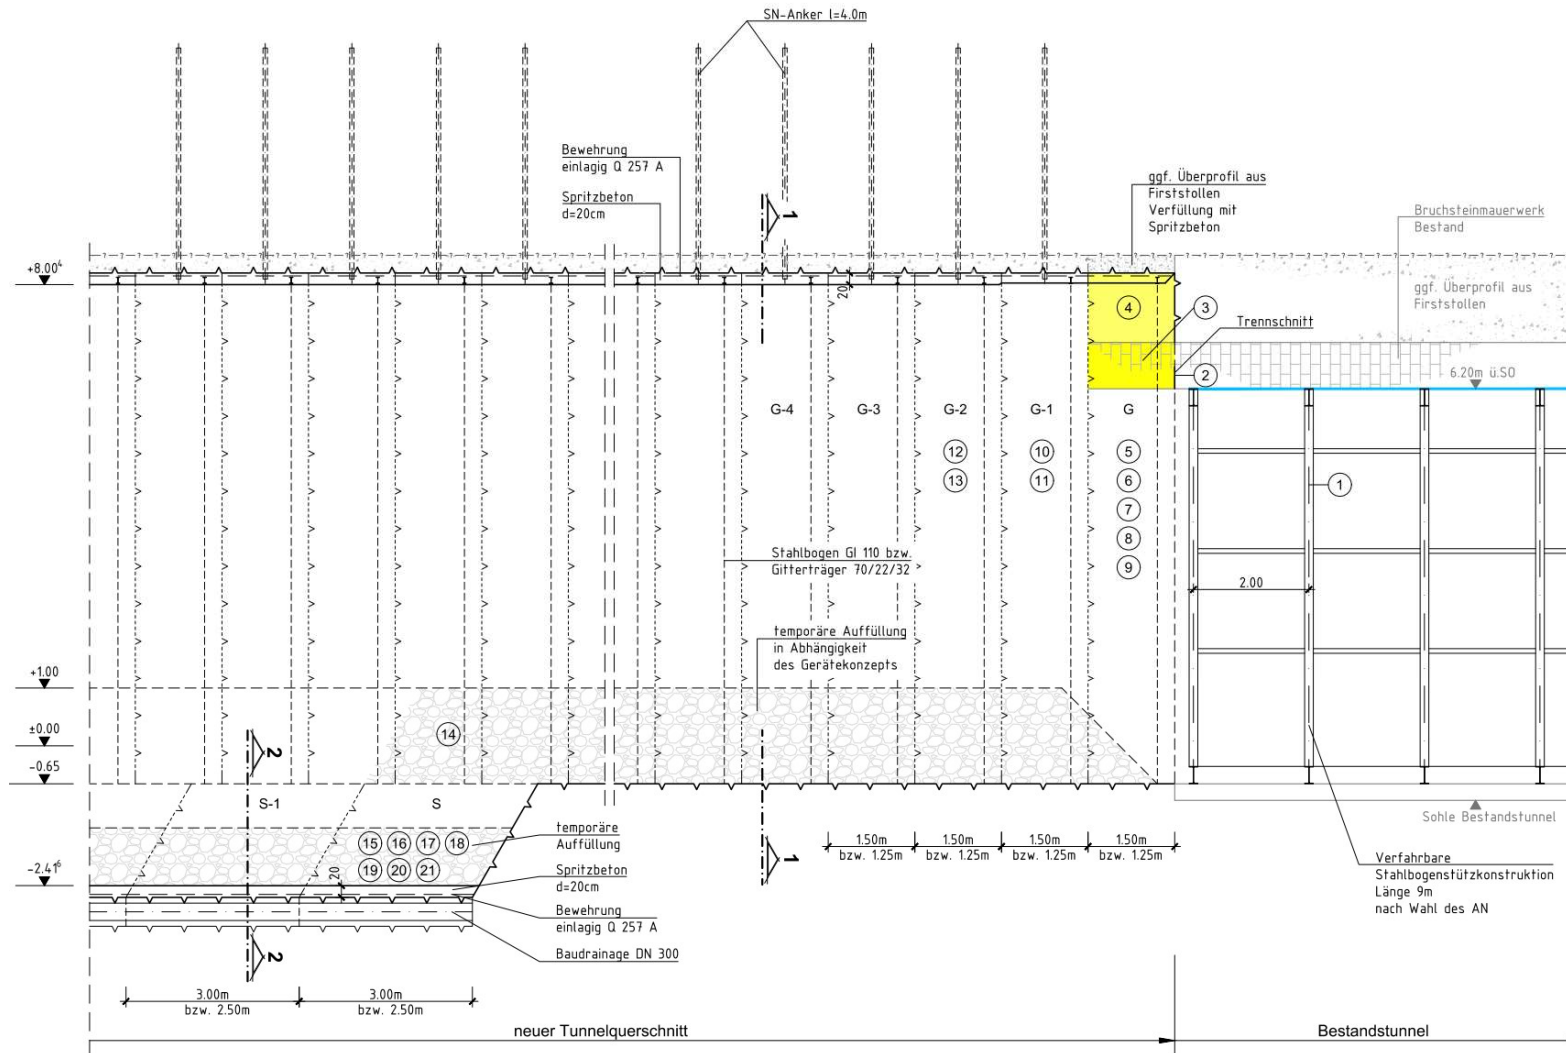 SN-Anker l=4.0m
Bewehrung
einlagig Q 257 A
Spritzbeton
d=20cm
1
ggf. Überprofil aus
Firststollen
Verfüllung mit
Spritzbeton
Bruchsteinmauerwerk
Bestand
+8.00⁴
20
4
3
ggf. Überprofil aus
Firststollen
Trennschnitt
2
6.20m ü.SO
G-4
G-3
G-2
G-1
G
12
10
5
13
11
6
1
7
8
9
Stahlbogen GI 110 bzw.
Gitterträger 70/22/32
2.00
temporäre Auffüllung
in Abhängigkeit
des Gerätekonzepts
+1.00
±0.00
-0.65
14
2
S-1
S
temporäre
Auffüllung
15
16
17
18
19
20
21
-2.41⁶
20
Spritzbeton
d=20cm
Bewehrung
einlagig Q 257 A
Baudrainage DN 300
2
1
1.50m
bzw. 1.25m
1.50m
bzw. 1.25m
1.50m
bzw. 1.25m
1.50m
bzw. 1.25m
Sohle Bestandstunnel
Verfahrbare
Stahlbogenstützkonstruktion
Länge 9m
nach Wahl des AN
3.00m
bzw. 2.50m
3.00m
bzw. 2.50m
neuer Tunnelquerschnitt
Bestandstunnel